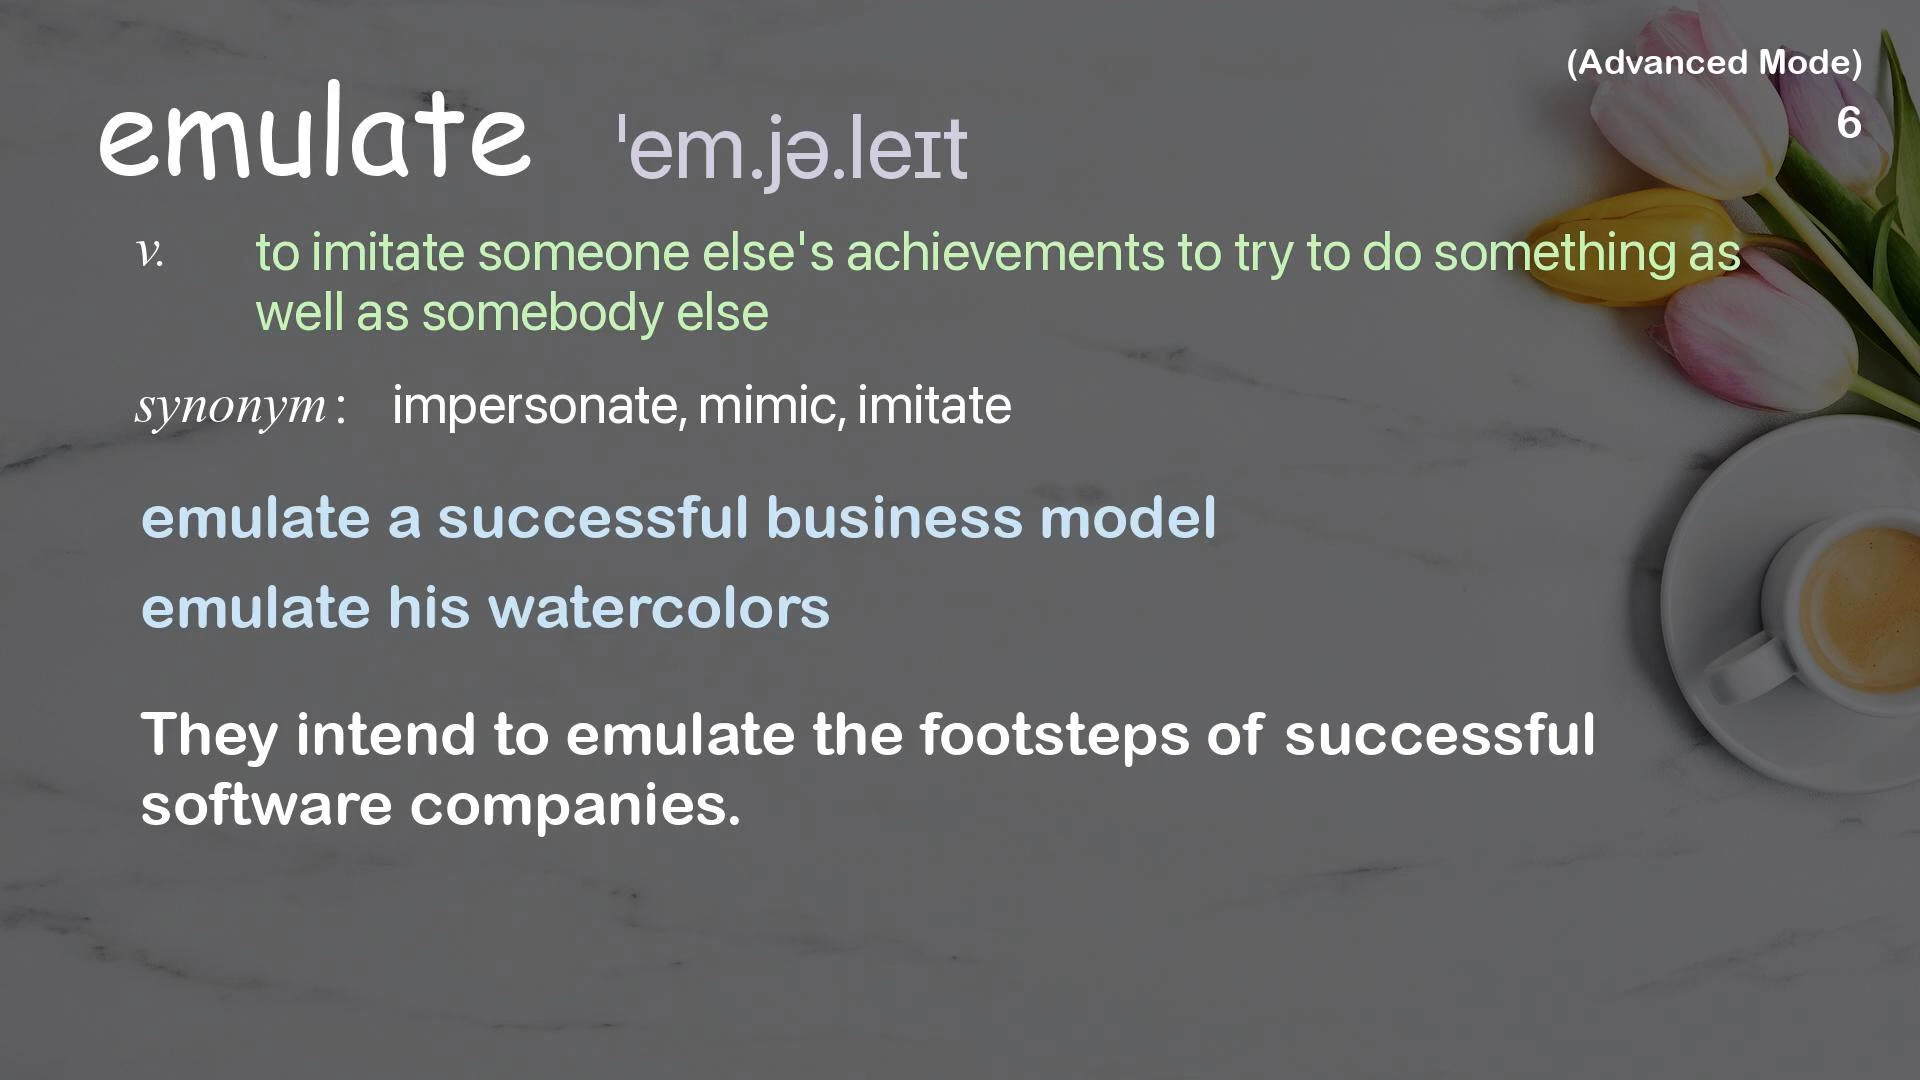 (Advanced Mode)
emulate ˈem.jə.leɪt
6
v. to imitate someone else's achievements to try to do something as
well as somebody else
synonym: impersonate, mimic, imitate
emulate a successful business model
emulate his watercolors
They intend to emulate the footsteps of successful
software companies.